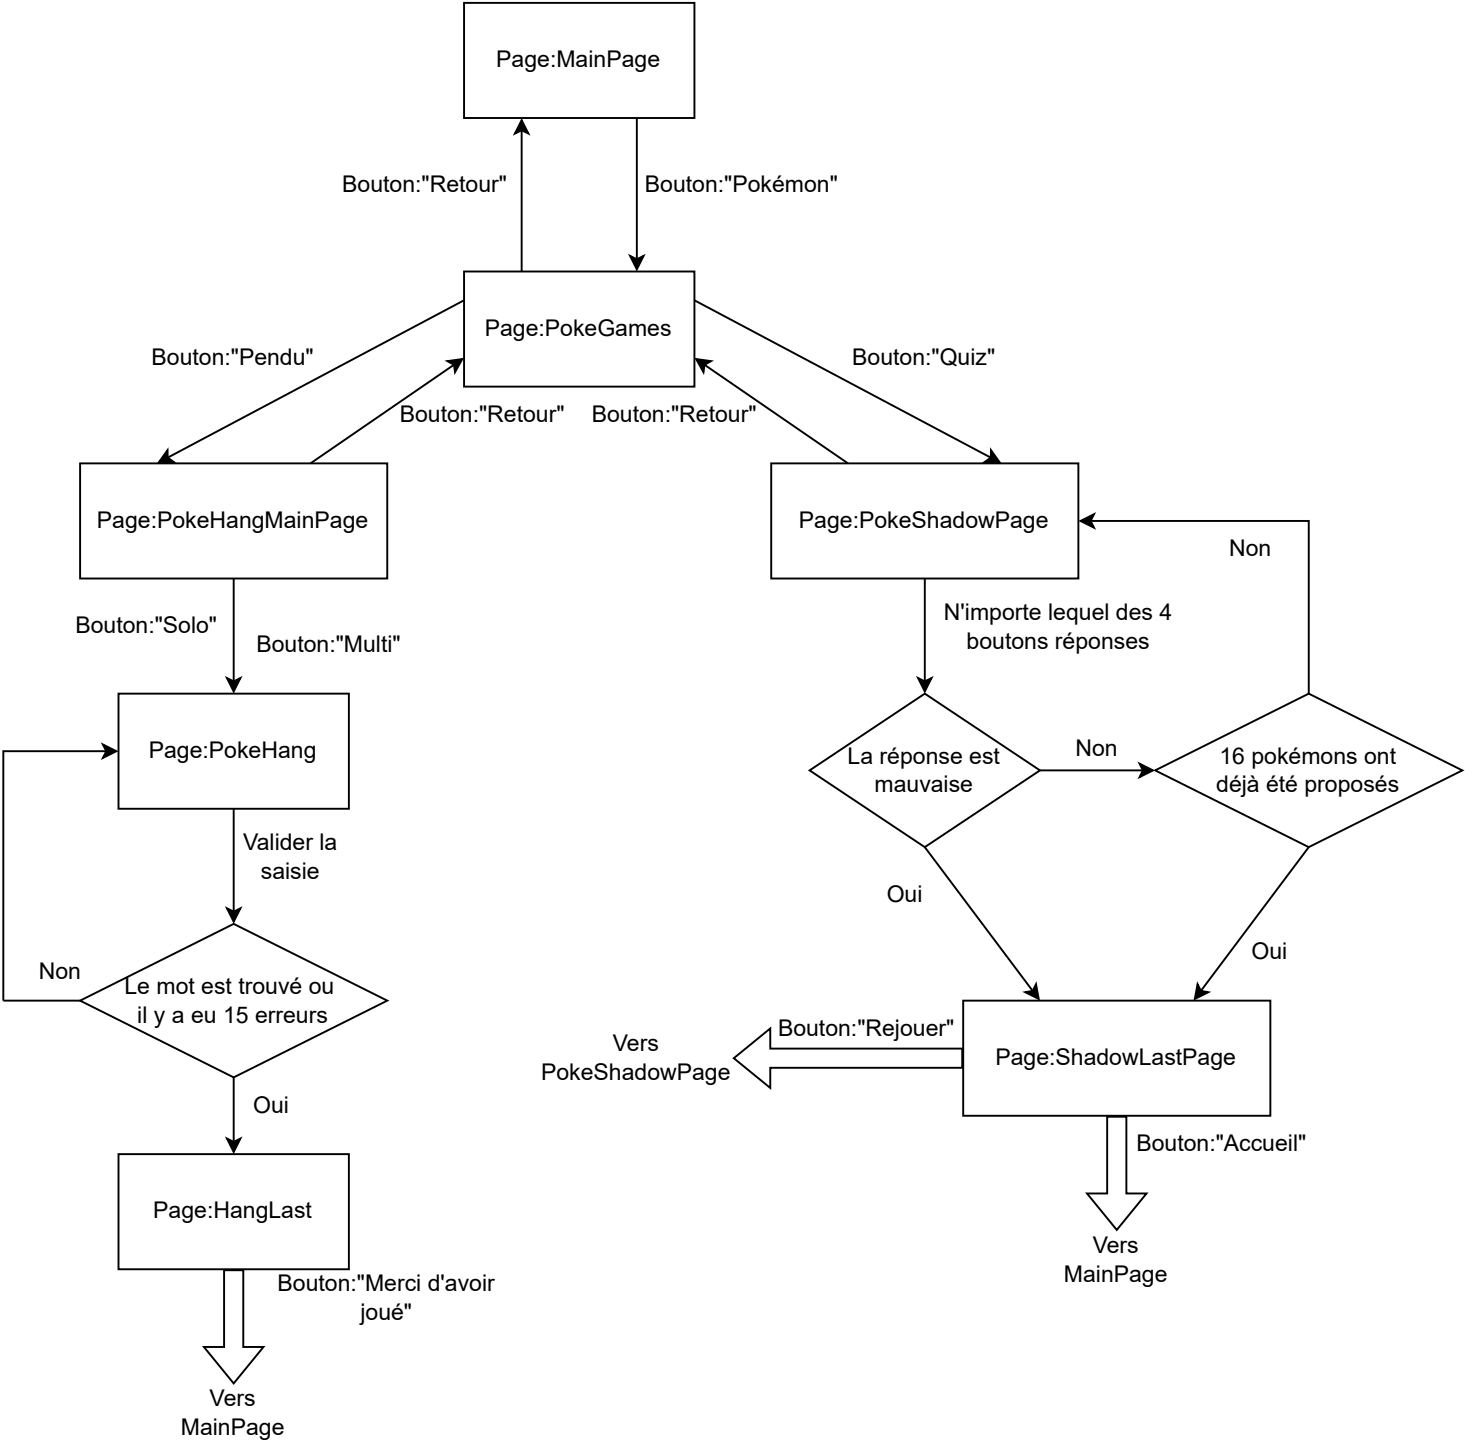 Page:MainPage
Bouton:"Retour"
Bouton:"Pokémon"
Page:PokeGames
Bouton:"Pendu"
Bouton:"Quiz"
Bouton:"Retour"
Bouton:"Retour"
Page:PokeHangMainPage
Page:PokeShadowPage
Non
Bouton:"Solo"
Bouton:"Multi"
N'importe lequel des 4
boutons réponses
Page:PokeHang
La réponse est
mauvaise
Non
16 pokémons ont
déjà été proposés
Valider la
saisie
Oui
Oui
Non
Le mot est trouvé ou
il y a eu 15 erreurs
Vers
PokeShadowPage
Bouton:"Rejouer"
Page:ShadowLastPage
Oui
Bouton:"Accueil"
Page:HangLast
Vers
MainPage
Bouton:"Merci d'avoir
joué"
Vers
MainPage